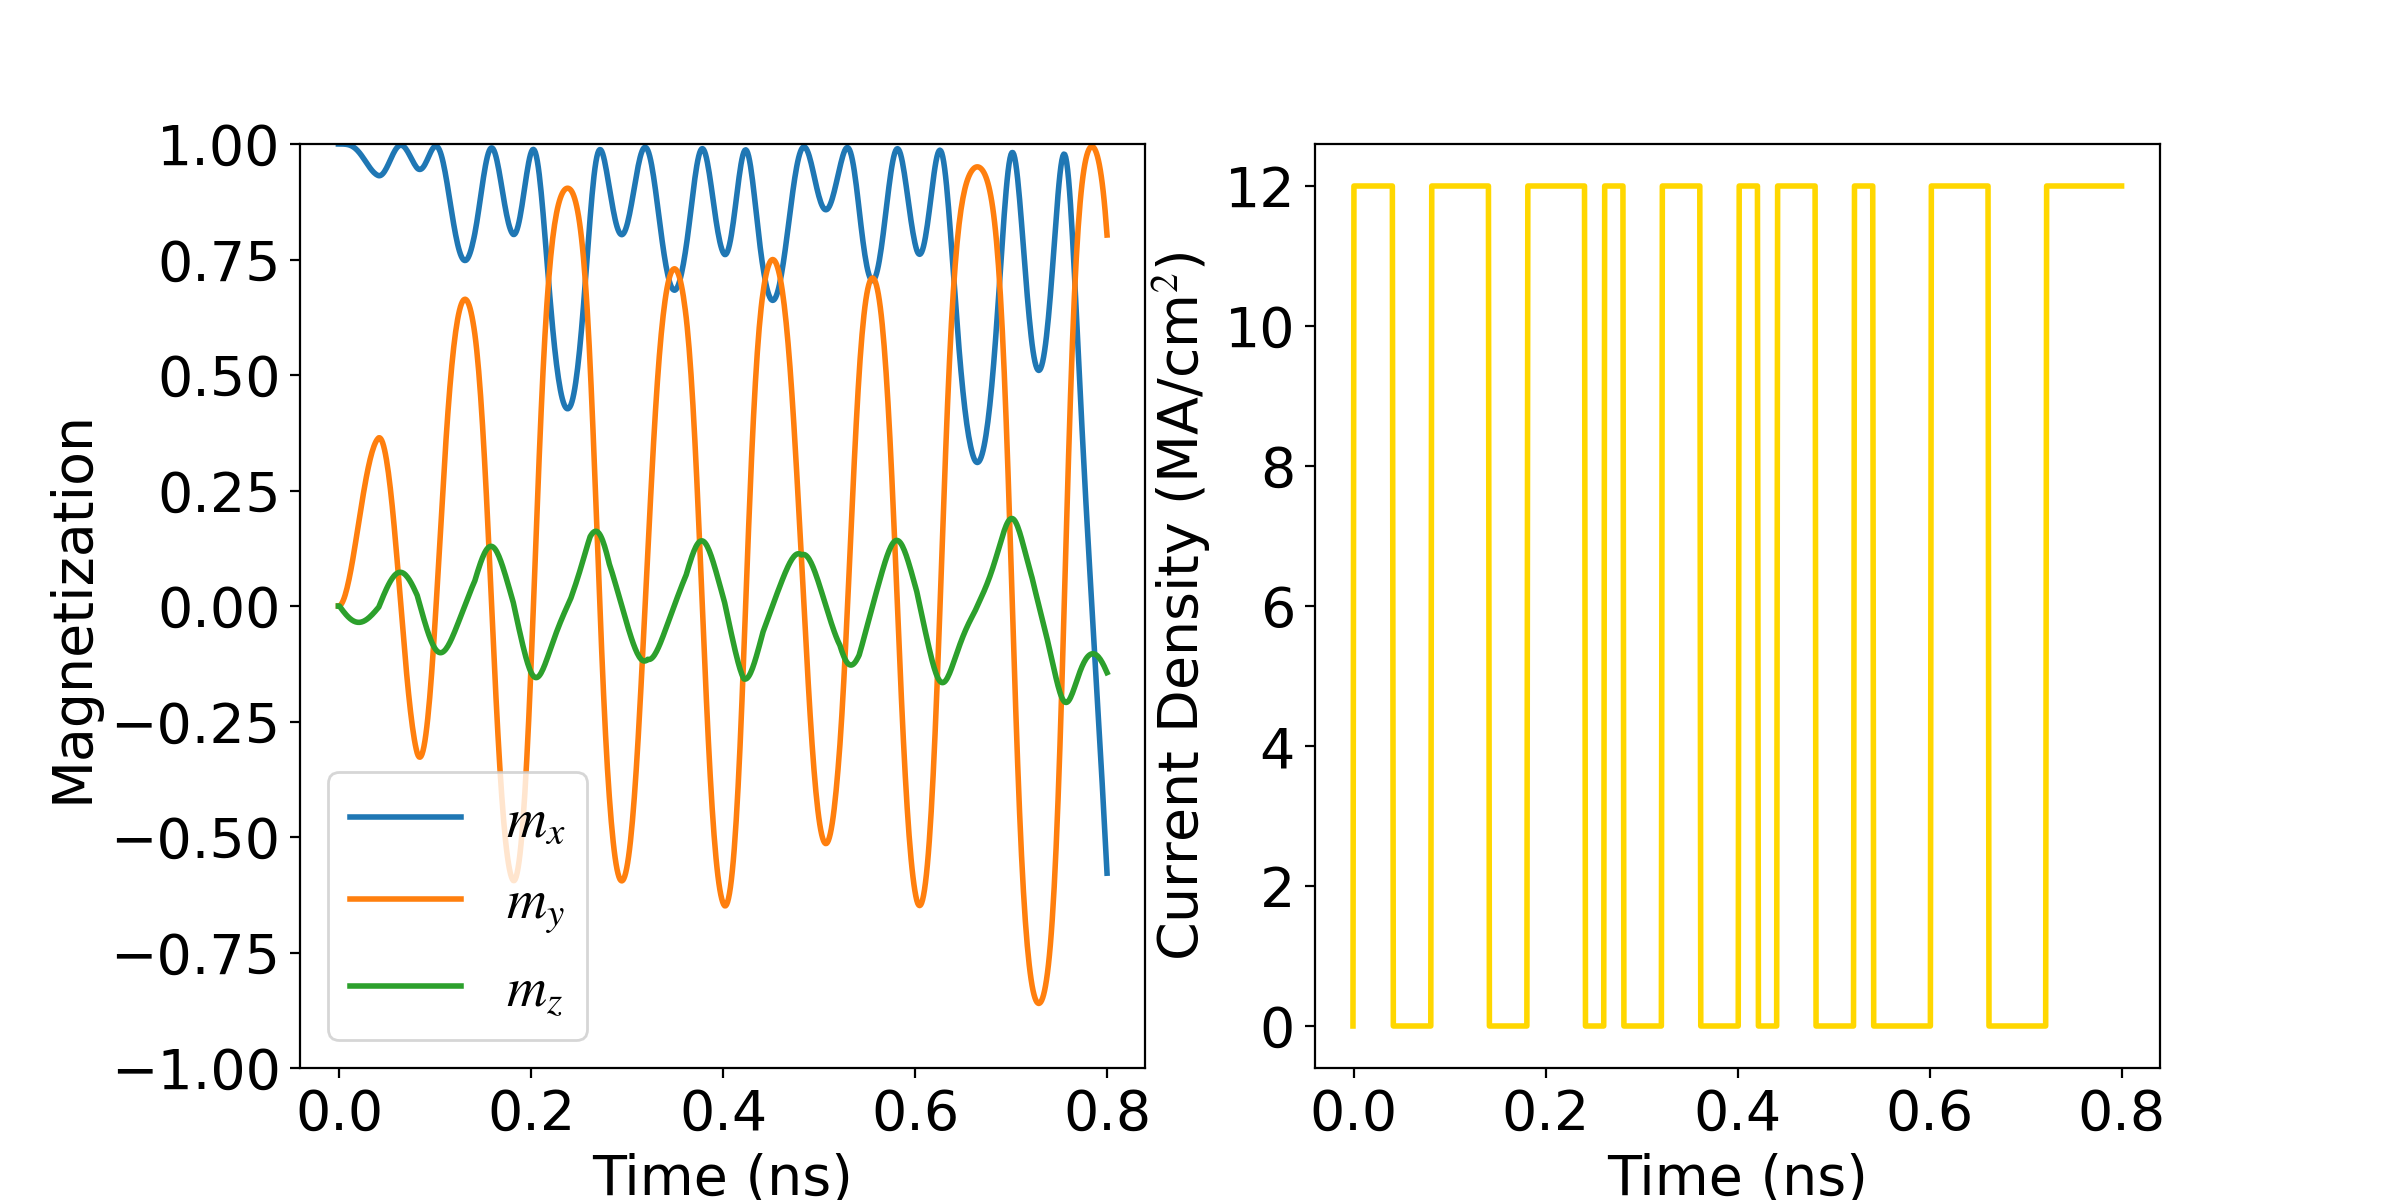 1.00
0.75
0.50
0.25
0.00
−0.25
−0.50
−0.75
−1.00
Magnetization
m_x
m_y
m_z
0.0 0.2 0.4 0.6 0.8
Time (ns)
12
10
8
6
4
2
0
Current Density (MA/cm²)
0.0 0.2 0.4 0.6 0.8
Time (ns)